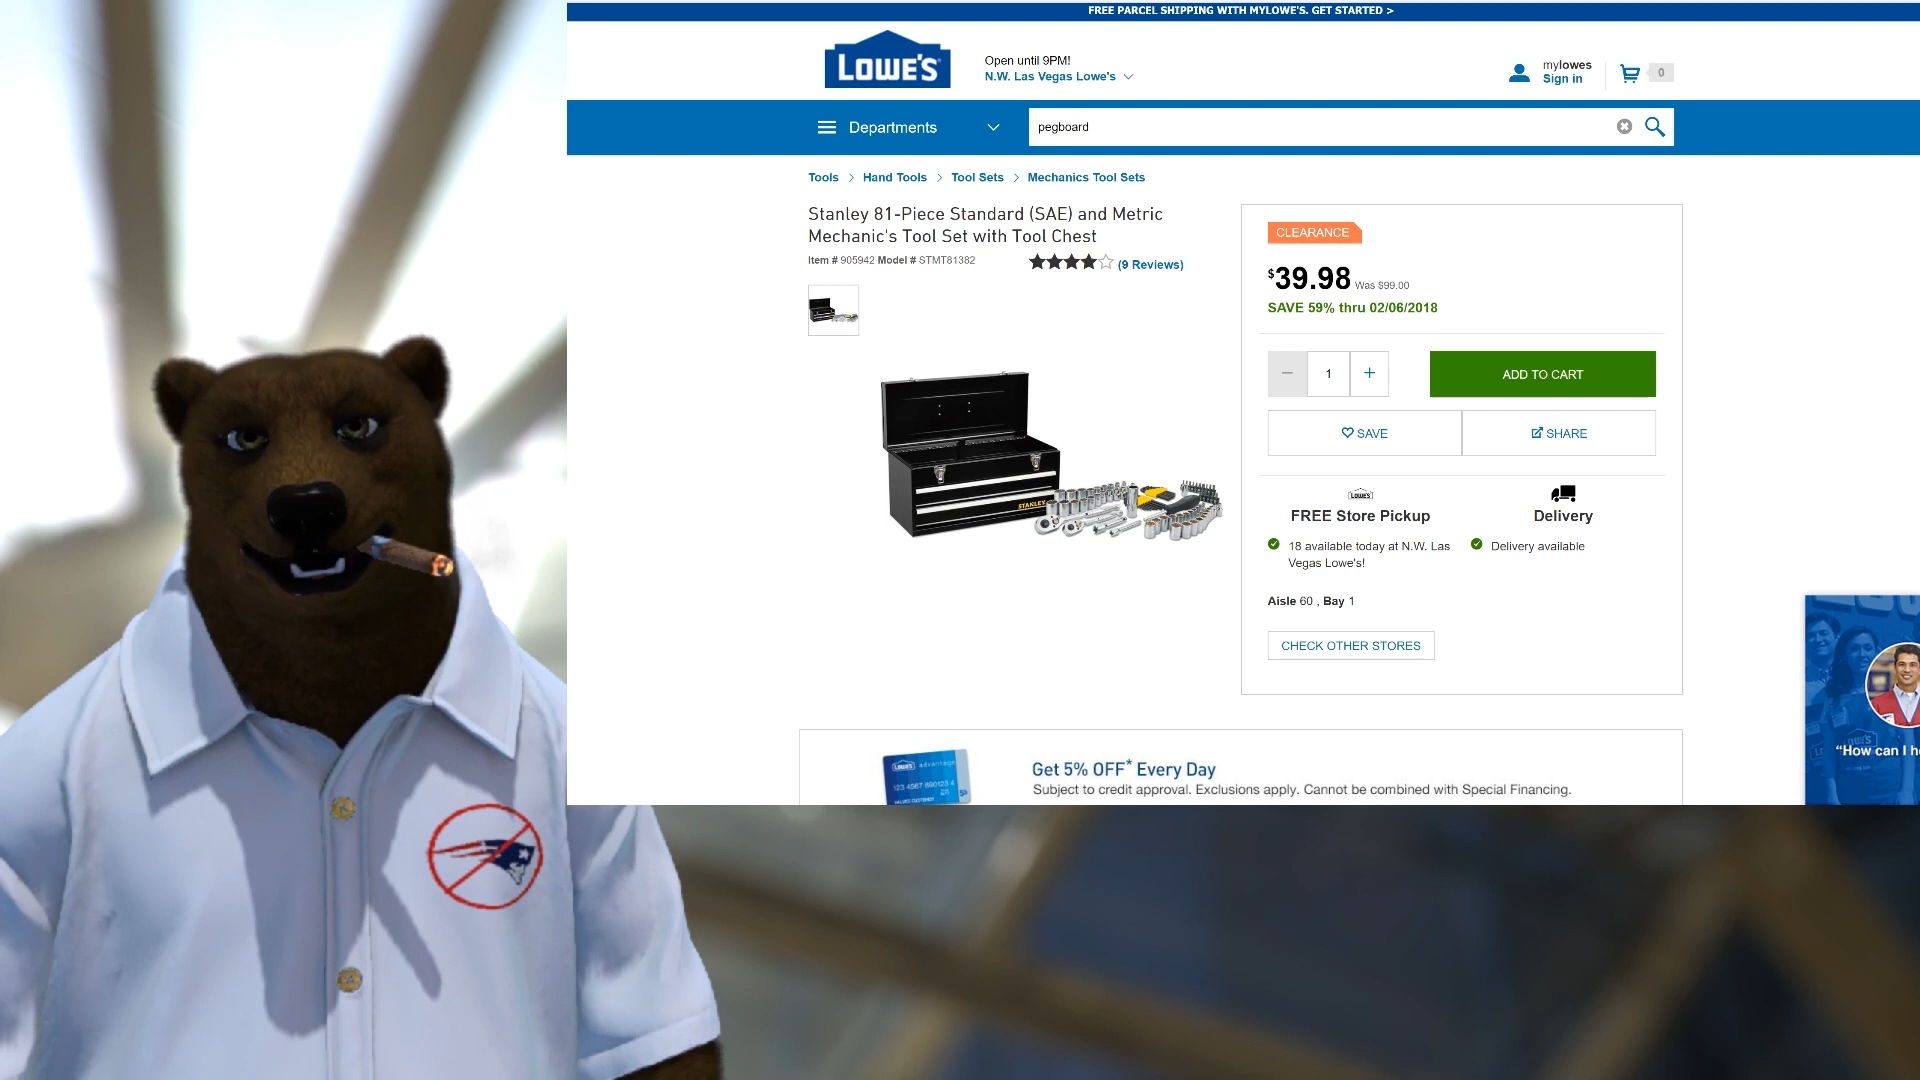 FREE PARCEL SHIPPING WITH MYLOWE'S. GET STARTED >
LOWE'S
Open until 9PM!
N.W. Las Vegas Lowe's
mylowes
Sign in
0
Departments
pegboard
Tools > Hand Tools > Tool Sets > Mechanics Tool Sets
Stanley 81-Piece Standard (SAE) and Metric
Mechanic's Tool Set with Tool Chest
Item # 905942 Model # STMT81382
(9 Reviews)
STANLEY
CLEARANCE
$39.98 Was $99.00
SAVE 59% thru 02/06/2018
1
ADD TO CART
SAVE
SHARE
LOWE'S
FREE Store Pickup
18 available today at N.W. Las
Vegas Lowe's!
Delivery
Delivery available
Aisle 60 , Bay 1
CHECK OTHER STORES
LOWE'S advantage
Get 5% OFF* Every Day
Subject to credit approval. Exclusions apply. Cannot be combined with Special Financing.
“How can I h